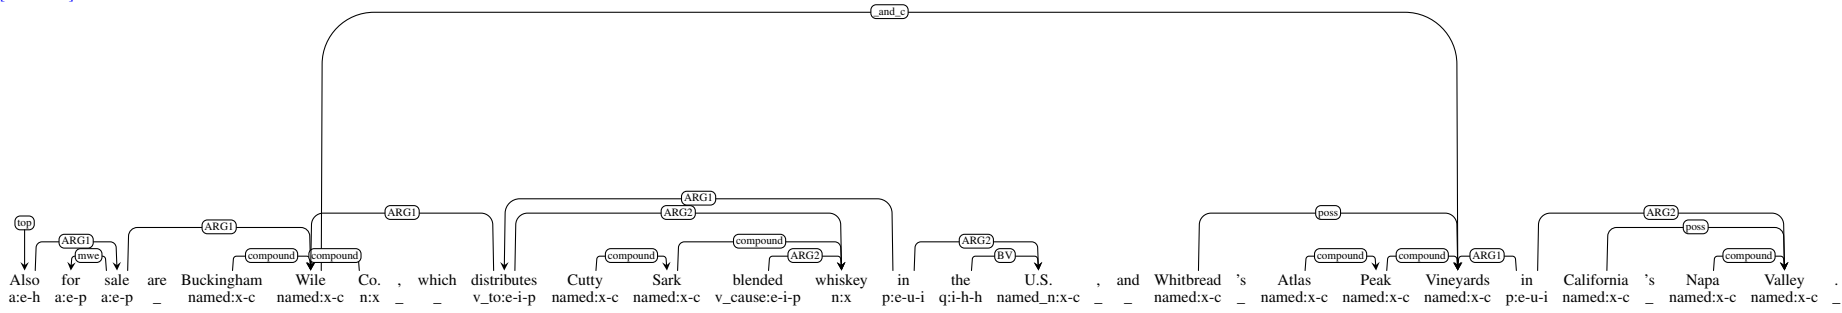 _and_c
ARG1
top ARG1 ARG2 poss ARG2
ARG1 poss
ARG1 compound ARG2
mwe compound compound compound ARG2 BV compound compound ARG1 compound
Also for sale are Buckingham Wile Co. , which distributes Cutty Sark blended whiskey in the U.S. , and Whitbread 's Atlas Peak Vineyards in California 's Napa Valley .
a:e-h a:e-p a:e-p _ named:x-c named:x-c n:x _ _ v_to:e-i-p named:x-c named:x-c v_cause:e-i-p n:x p:e-u-i q:i-h-h named_n:x-c _ _ named:x-c _ named:x-c named:x-c named:x-c p:e-u-i named:x-c _ named:x-c named:x-c _